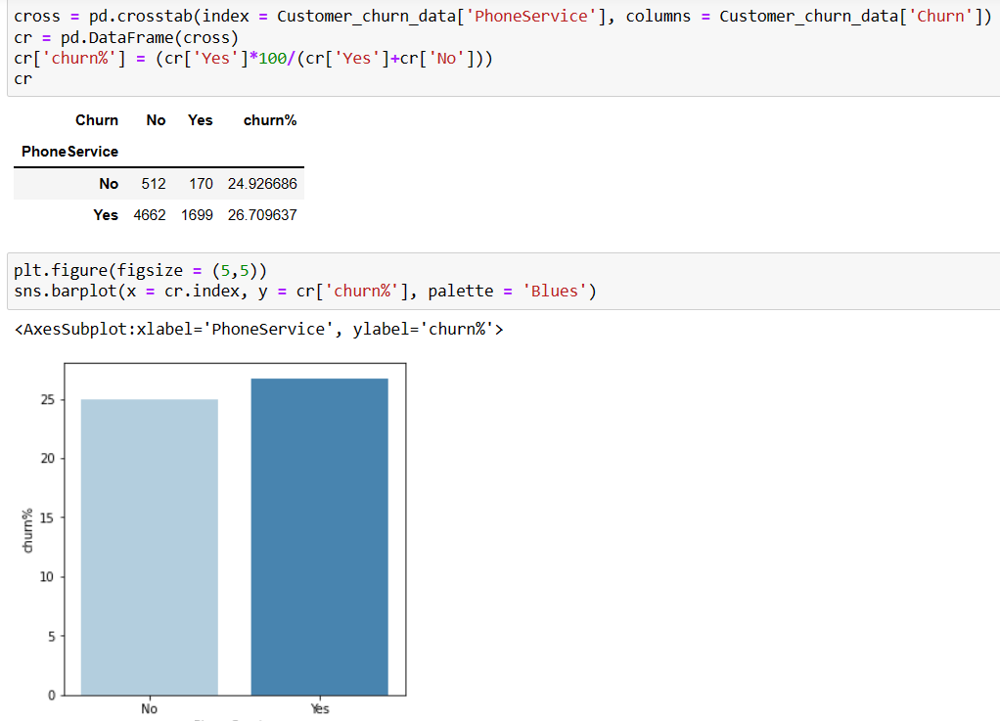 cross = pd.crosstab(index = Customer_churn_data['PhoneService'], columns = Customer_churn_data['Churn'])
cr = pd.DataFrame(cross)
cr['churn%'] = (cr['Yes']*100/(cr['Yes']+cr['No']))
cr
Churn No Yes churn%
PhoneService
No 512 170 24.926686
Yes 4662 1699 26.709637
plt.figure(figsize = (5,5))
sns.barplot(x = cr.index, y = cr['churn%'], palette = 'Blues')
<AxesSubplot:xlabel='PhoneService', ylabel='churn%'>
25
20
15
10
5
0
churn%
No Yes